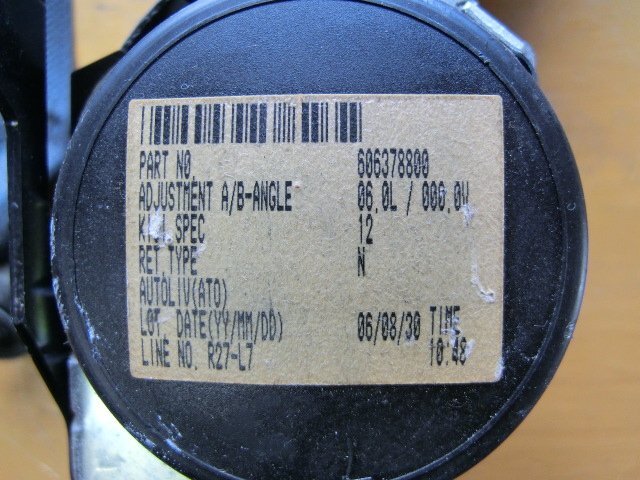 PART NO. 606378800
ADJUSTMENT A/B-ANGLE 06.0L / 000.0V
SPEC 12
RET TYPE N
AUTOLIV(ATO)
LOT. DATE(YY/MM/DD) 06/08/30 TIME
LINE NO. R27-L7 10.48